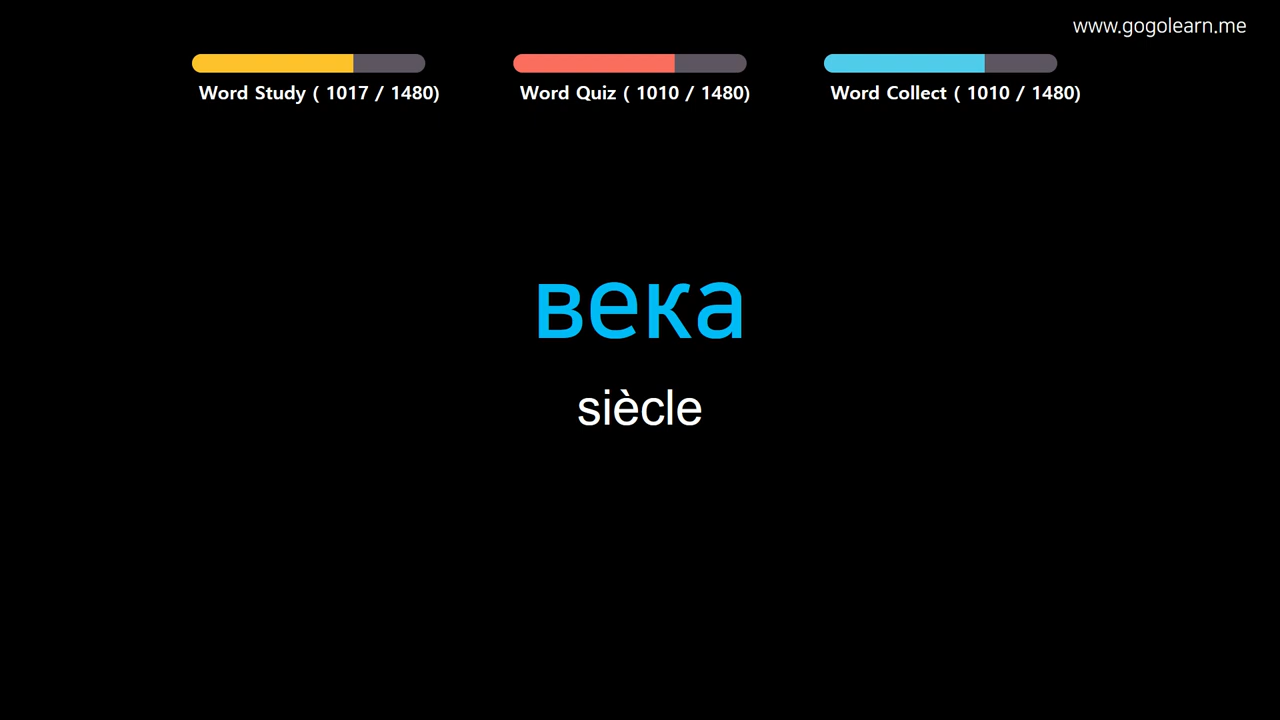 www.gogolearn.me
Word Study ( 1017 / 1480)
Word Quiz ( 1010 / 1480)
Word Collect ( 1010 / 1480)
века
siècle